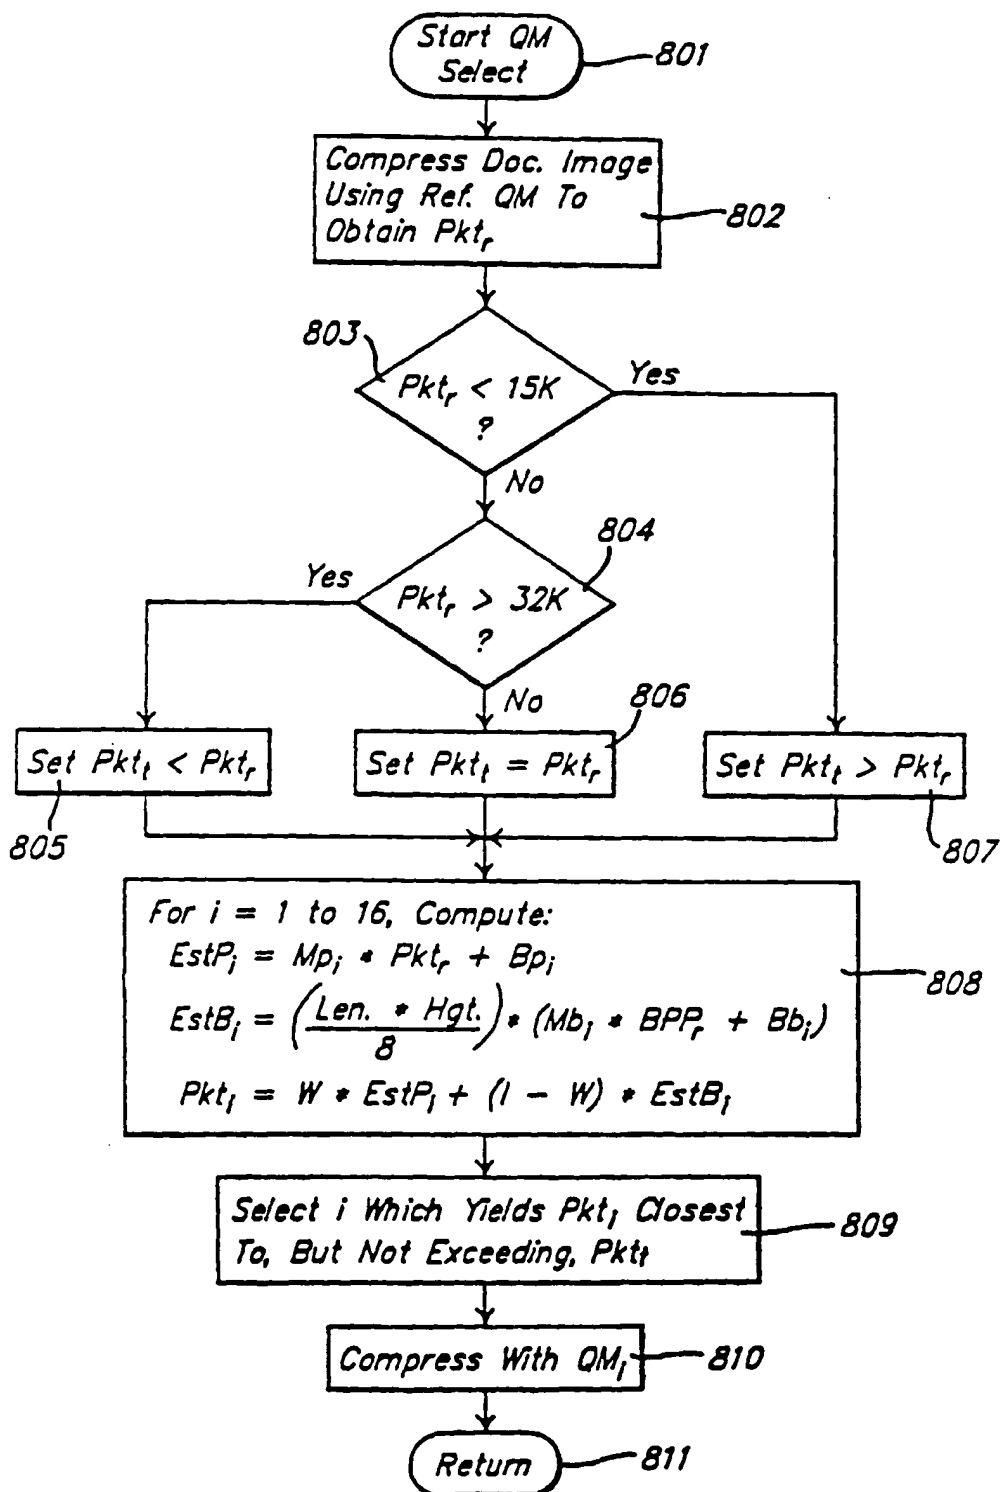 Start QM
Select
801
Compress Doc. Image
Using Ref. QM To
Obtain Pktᵣ
802
803
Pktᵣ < 15K
?
Yes
No
804
Yes
Pktᵣ > 32K
?
No
806
Set Pktₜ < Pktᵣ
Set Pktₜ = Pktᵣ
Set Pktₜ > Pktᵣ
805
807
For i = 1 to 16, Compute:
EstPᵢ = Mpᵢ * Pktᵣ + Bpᵢ
808
EstBᵢ = (Len. * Hgt. / 8) * (Mbᵢ * BPPᵣ + Bbᵢ)
Pktᵢ = W * EstPᵢ + (1 - W) * EstBᵢ
Select i Which Yields Pktᵢ Closest
To, But Not Exceeding, Pktₜ
809
Compress With QMᵢ
810
Return
811